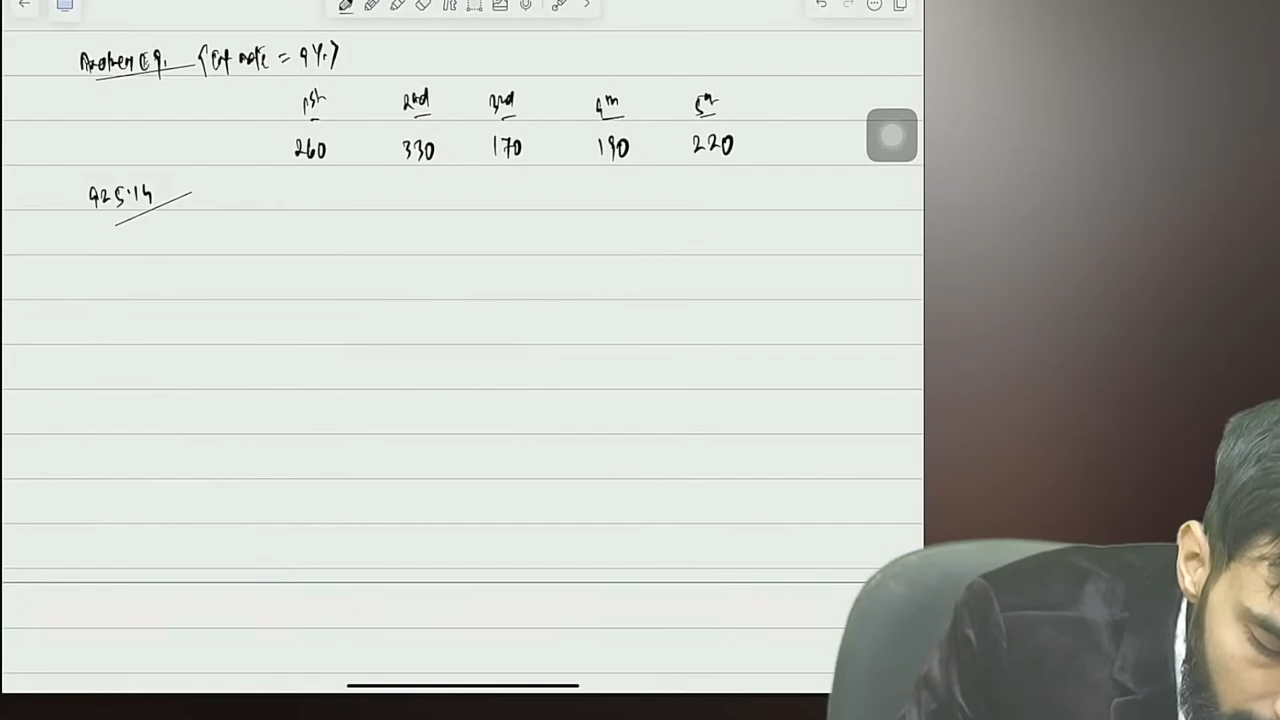 Another eg. {Int rate = 9%}
1st 2nd 3rd 4th 5th
260 330 170 190 220
925.14